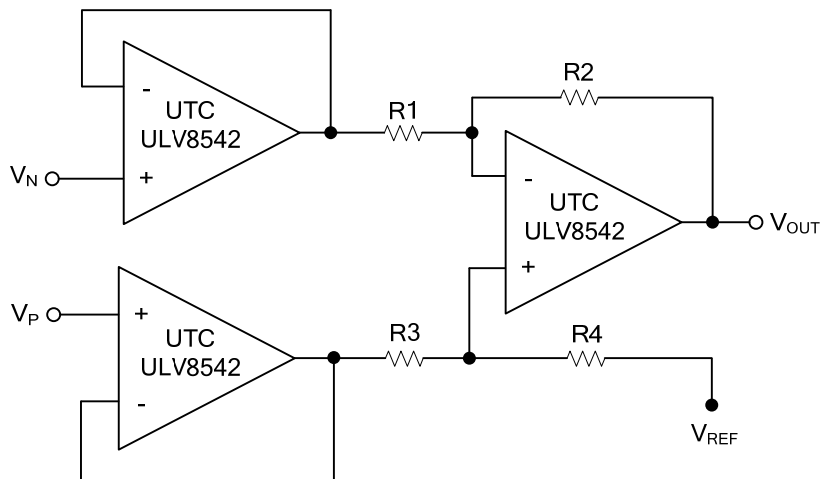 R2
-
UTC
R1
ULV8542
V_N
+
-
UTC
V_OUT
ULV8542
+
V_P
+
R3
R4
UTC
ULV8542
-
V_REF